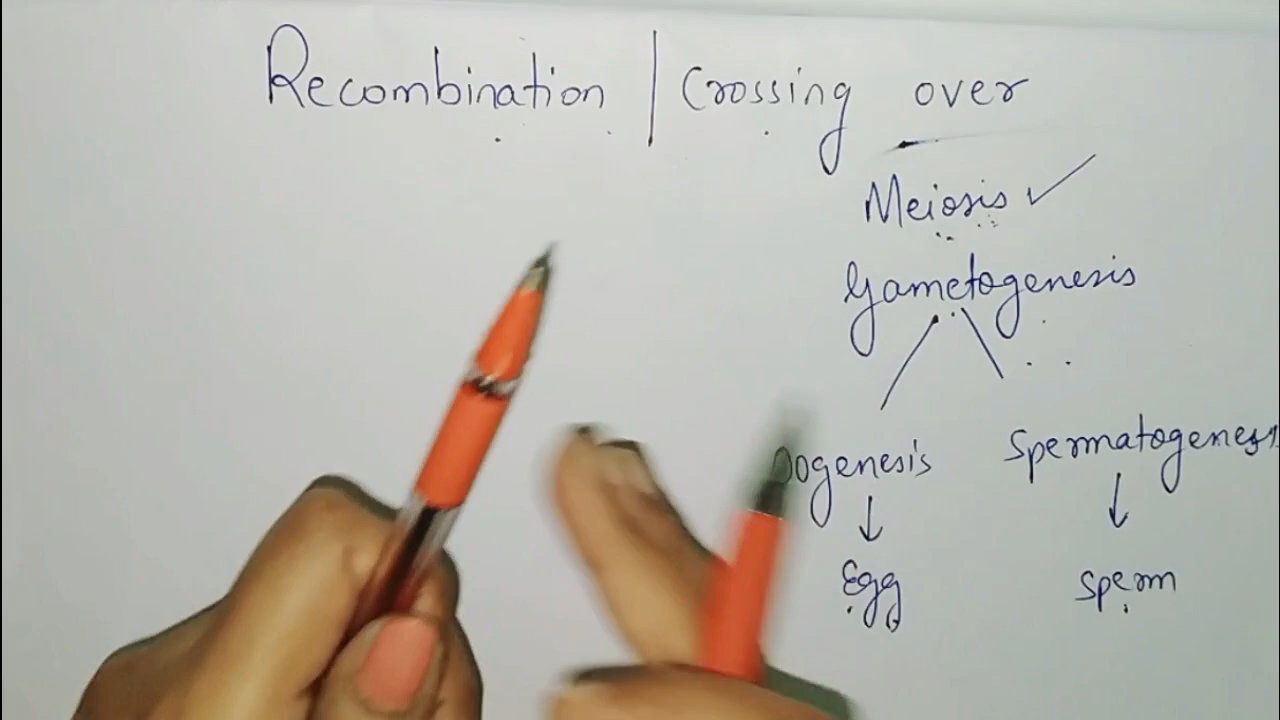 Recombination | Crossing over
Meiosis ✓
Gametogenesis
Oogenesis Spermatogenesis
↓ ↓
Egg Sperm